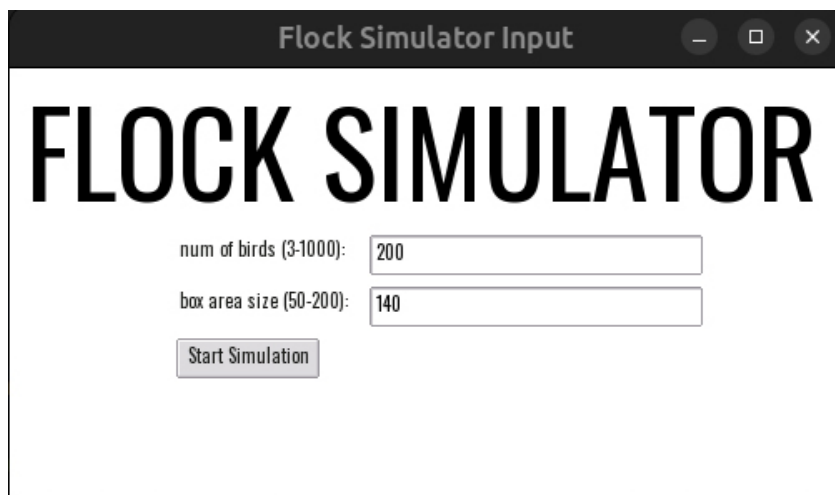 Flock Simulator Input
FLOCK SIMULATOR
num of birds (3-1000): 200
box area size (50-200): 140
Start Simulation